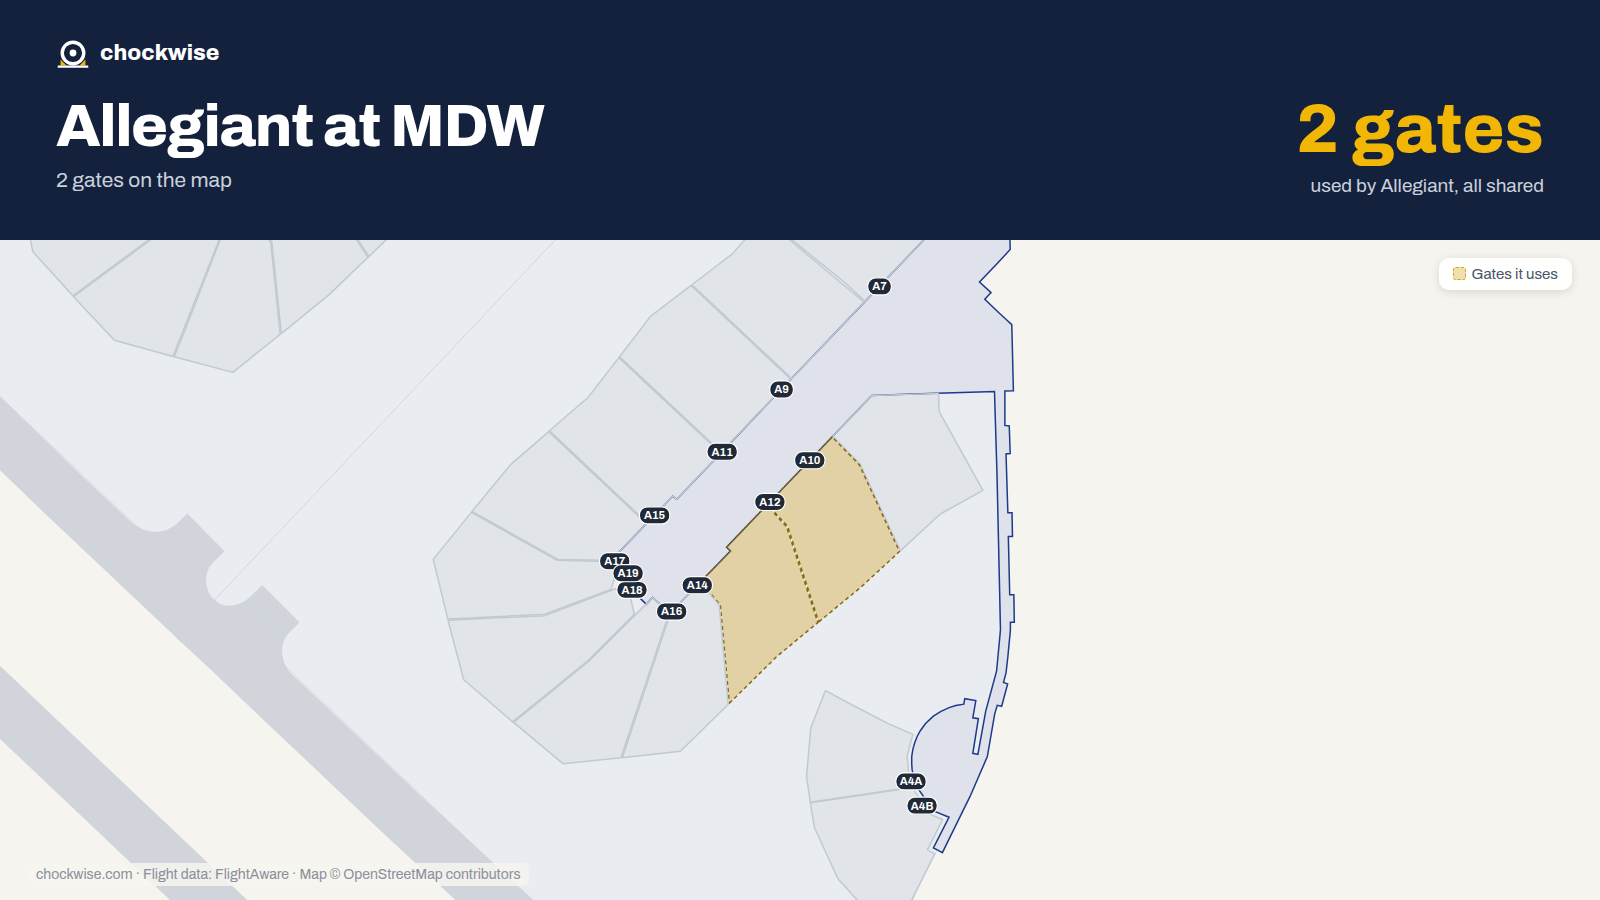 chockwise
Allegiant at MDW
2 gates on the map
2 gates
used by Allegiant, all shared
Gates it uses
A7
A9
A11
A10
A12
A15
A17
A19
A18
A14
A16
A4A
A4B
chockwise.com · Flight data: FlightAware · Map © OpenStreetMap contributors